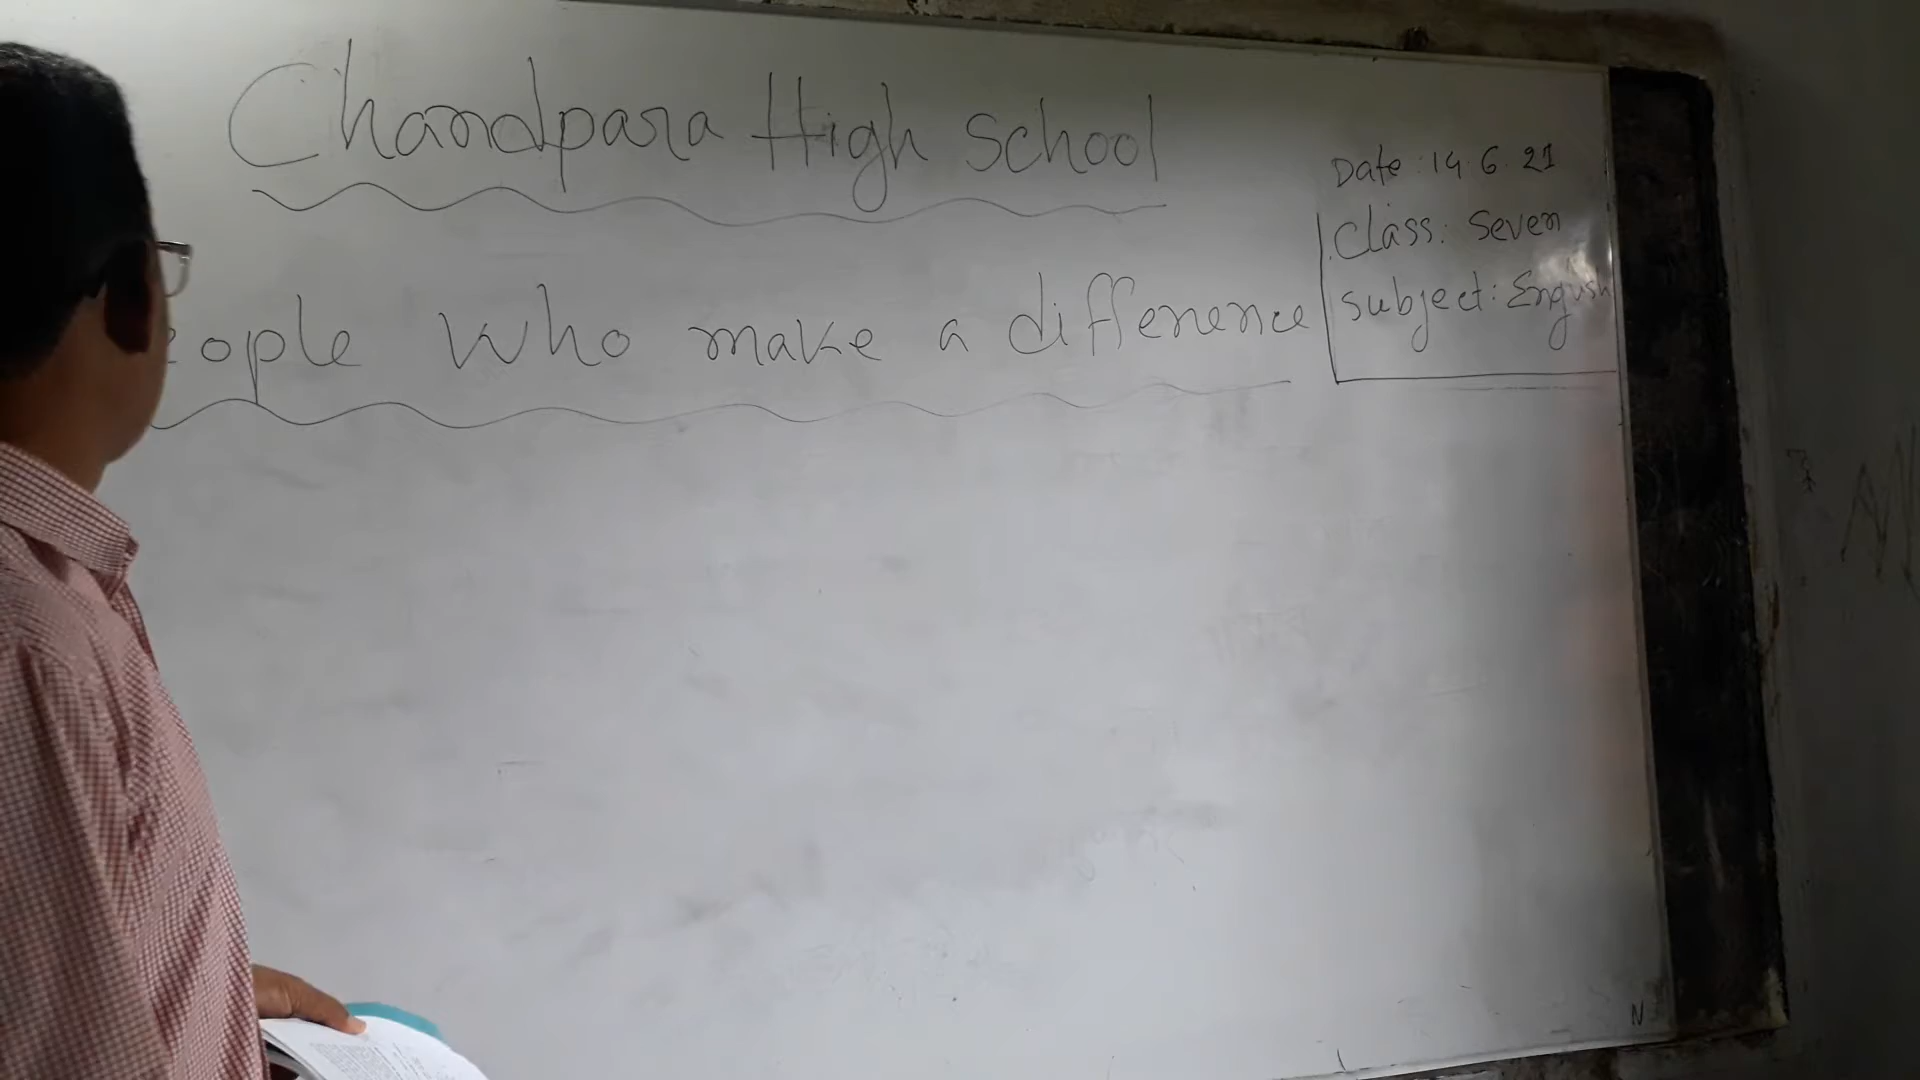 Chandpara High School
Date: 14.6.21
Class: Seven
Subject: English
eople who make a difference
N